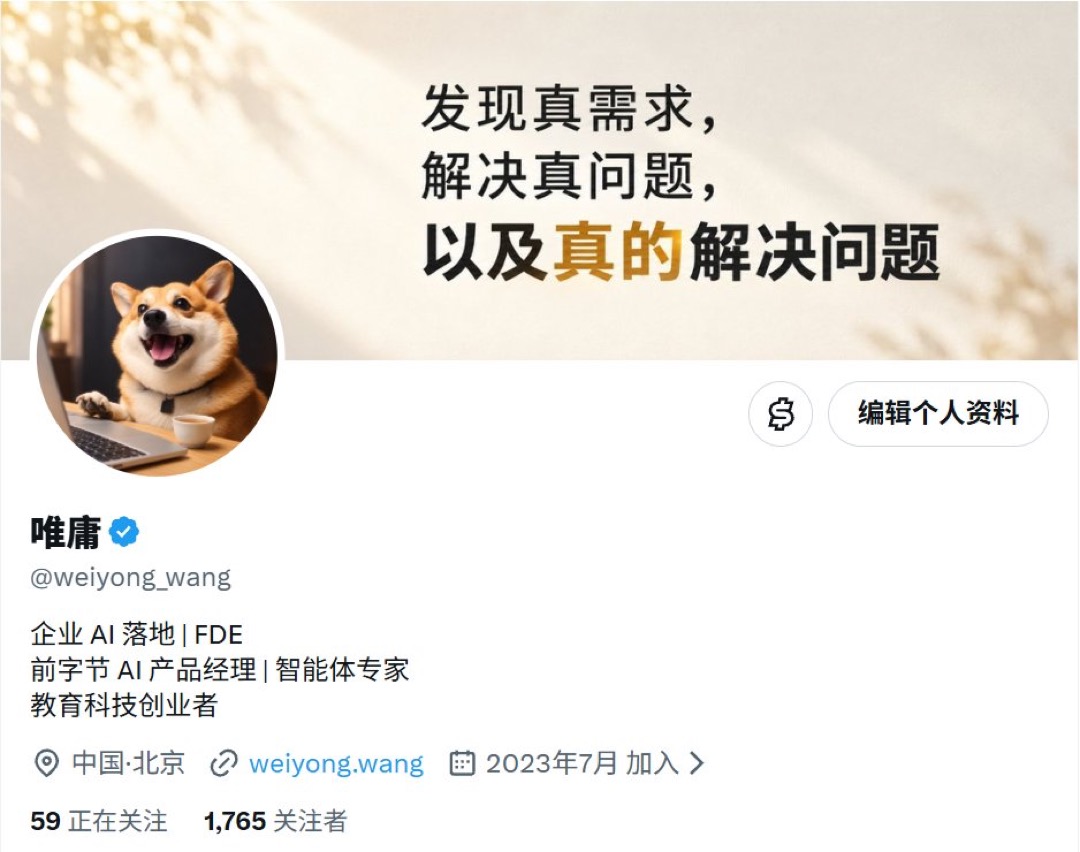 发现真需求，
解决真问题，
以及真的解决问题
编辑个人资料
唯庸
@weiyong_wang
企业 AI 落地 | FDE
前字节 AI 产品经理 | 智能体专家
教育科技创业者
中国·北京 weiyong.wang 2023年7月 加入
59 正在关注 1,765 关注者